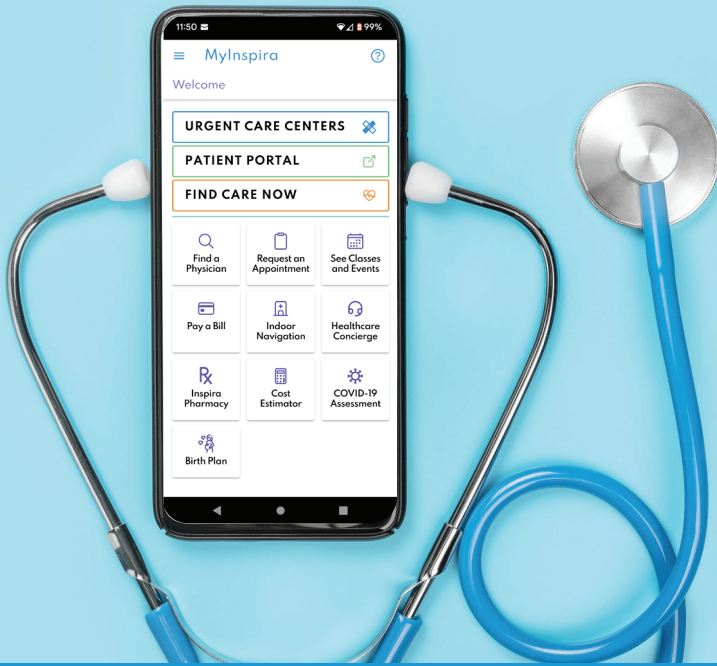 11:50
99%
MyInspira
Welcome
URGENT CARE CENTERS
PATIENT PORTAL
FIND CARE NOW
Find a
Physician
Request an
Appointment
See Classes
and Events
Pay a Bill
Indoor
Navigation
Healthcare
Concierge
Rx
Inspira
Pharmacy
Cost
Estimator
COVID-19
Assessment
Birth Plan